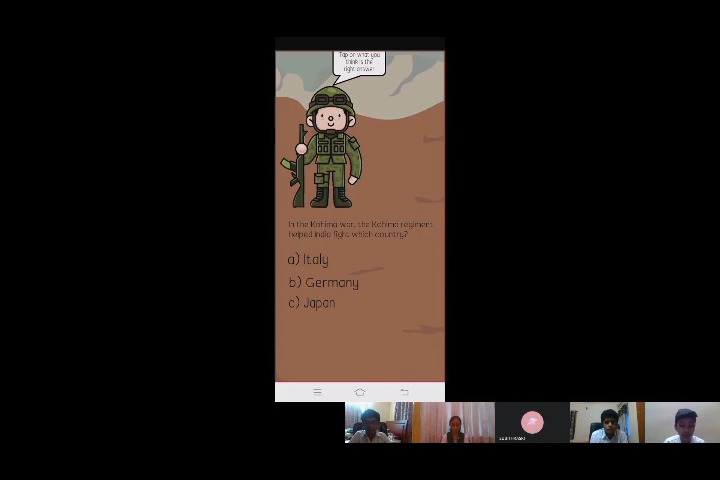 Tap on what you
think is the
right answer
In the Kohima war, the Kohima regiment
helped India fight which country?
a) Italy
b) Germany
c) Japan